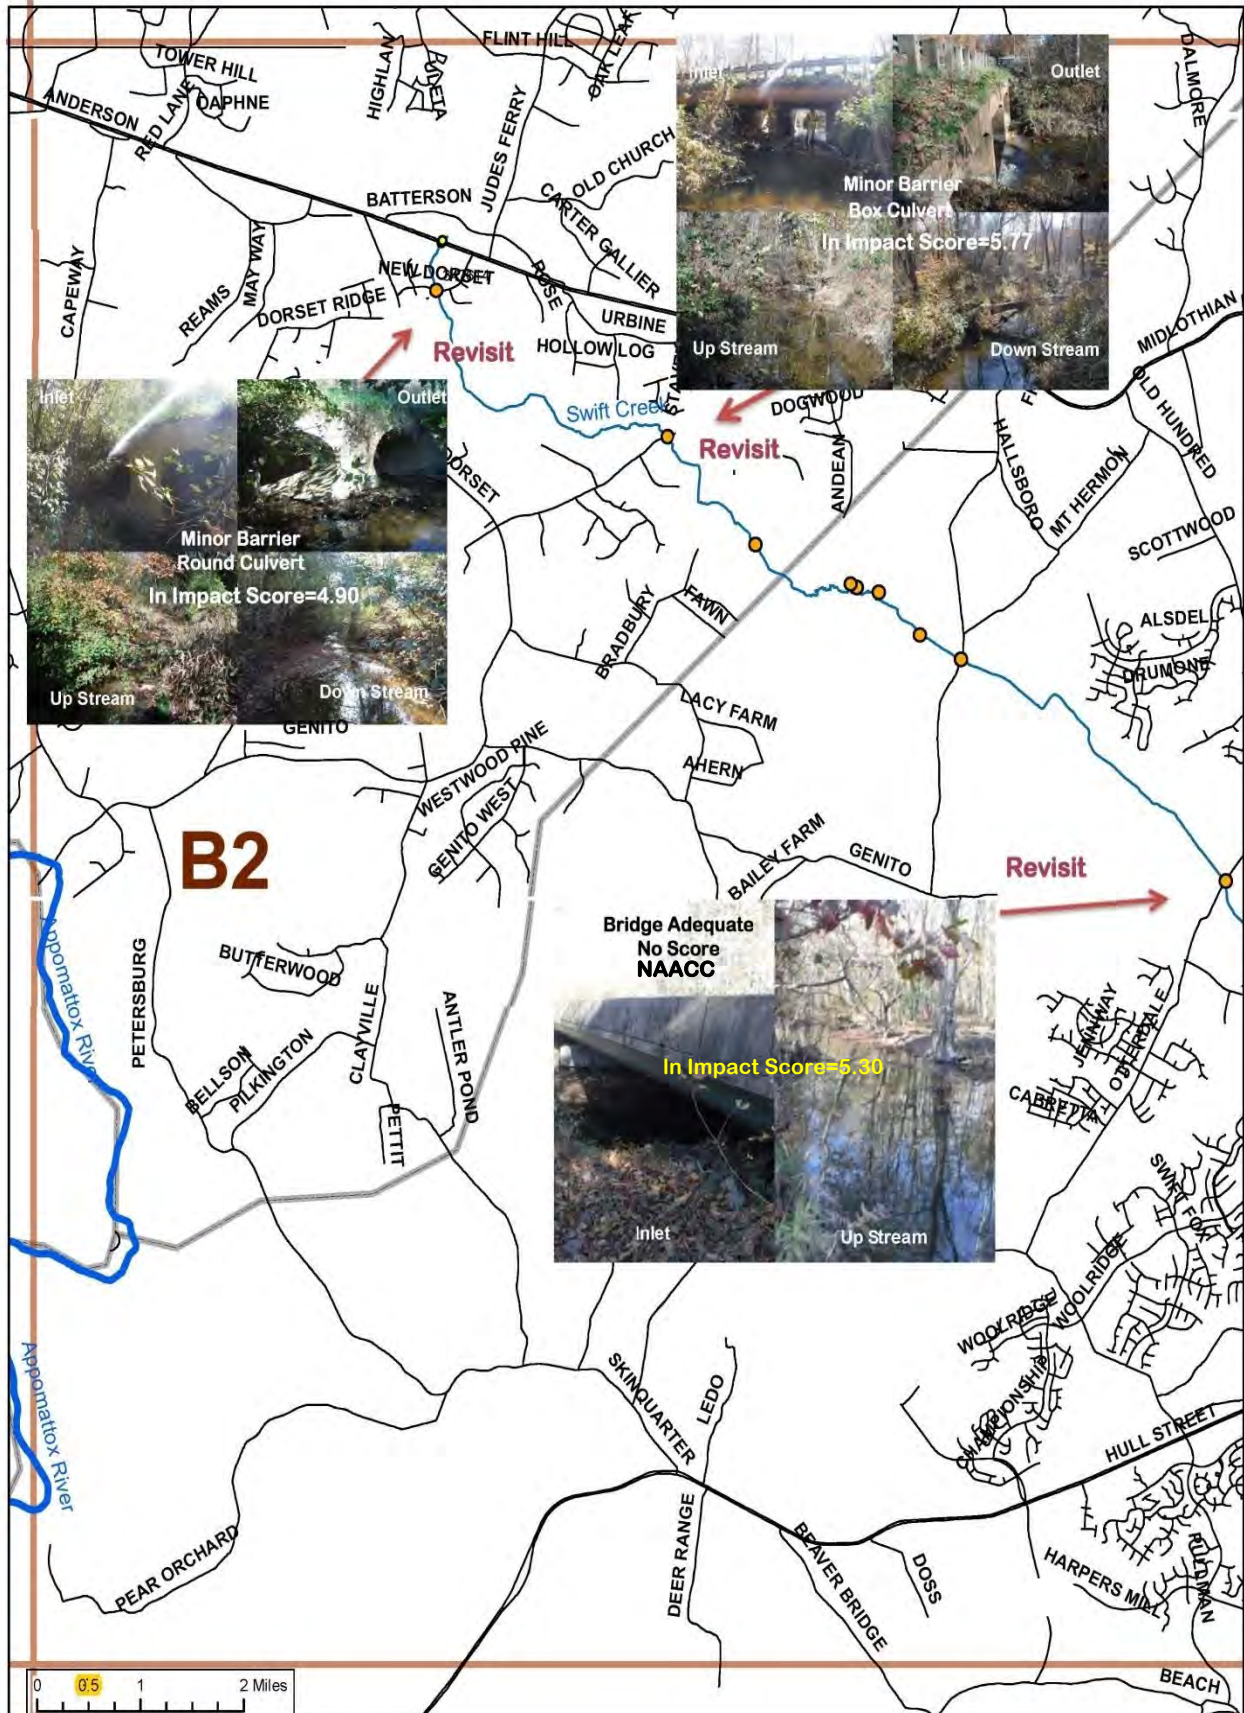 FLINT HILL
OAK LEAF
TOWER HILL
HIGHLAN
DALMORE
DAPHNE
RED LANE
ANDERSON
JUDES FERRY
OLD CHURCH
BATTERSON
CARTER GALLIER
CAPEWAY
REAMS
MAY WAY
NEW DORSET
DORSET RIDGE
ROSE
URBINE
HOLLOW LOG
Inlet
Outlet
Minor Barrier
Box Culvert
In Impact Score=5.77
Up Stream
Down Stream
MIDLOTHIAN
Revisit
Swift Creek
DOGWOOD
Revisit
ANDEAN
HALLSBORO
MT HERMON
OLD HUNDRED
SCOTTWOOD
Inlet
Outlet
Minor Barrier
Round Culvert
In Impact Score=4.90
Up Stream
Down Stream
DORSET
BRADBURY
FAWN
ALSDELL
DRUMONE
GENITO
LACY FARM
AHERN
WESTWOOD PINE
GENITO WEST
BAILEY FARM
GENITO
B2
Revisit
Appomattox River
PETERSBURG
BUTTERWOOD
BELLSON
PILKINGTON
CLAYVILLE
ANTLER POND
PETTIT
Bridge Adequate
No Score
NAACC
In Impact Score=5.30
Inlet
Up Stream
JENNWAY
OTTERDALE
CABRETTA
SWIFT FOX
WOOLRIDGE
WOOLRIDGE
CHAMPIONSHIP
Appomattox River
SKINQUARTER
LEDO
HULL STREET
PEAR ORCHARD
DEER RANGE
BEAVER BRIDGE
DOSS
HARPERS MILL
BEACH
0 0.5 1 2 Miles